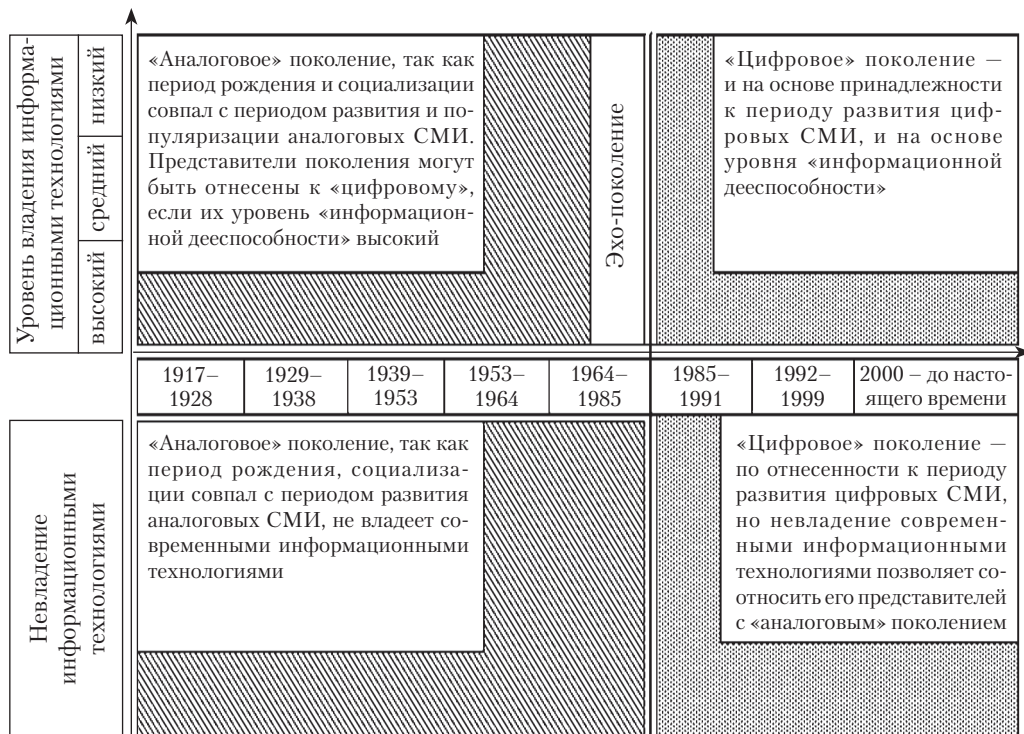 Уровень владения информа-
ционными технологиями
низкий
средний
высокий
«Аналоговое» поколение, так как
период рождения и социализации
совпал с периодом развития и по-
пуляризации аналоговых СМИ.
Представители поколения могут
быть отнесены к «цифровому»,
если их уровень «информацион-
ной дееспособности» высокий
Эхо-поколение
«Цифровое» поколение —
и на основе принадлежности
к периоду развития циф-
ровых СМИ, и на основе
уровня «информационной
дееспособности»
1917–
1928
1929–
1938
1939–
1953
1953–
1964
1964–
1985
1985–
1991
1992–
1999
2000 – до насто-
ящего времени
Невладение
информационными
технологиями
«Аналоговое» поколение, так как
период рождения, социализа-
ции совпал с периодом развития
аналоговых СМИ, не владеет со-
временными информационными
технологиями
«Цифровое» поколение —
по отнесенности к периоду
развития цифровых СМИ,
но невладение современ-
ными информационными
технологиями позволяет со-
относить его представителей
с «аналоговым» поколением